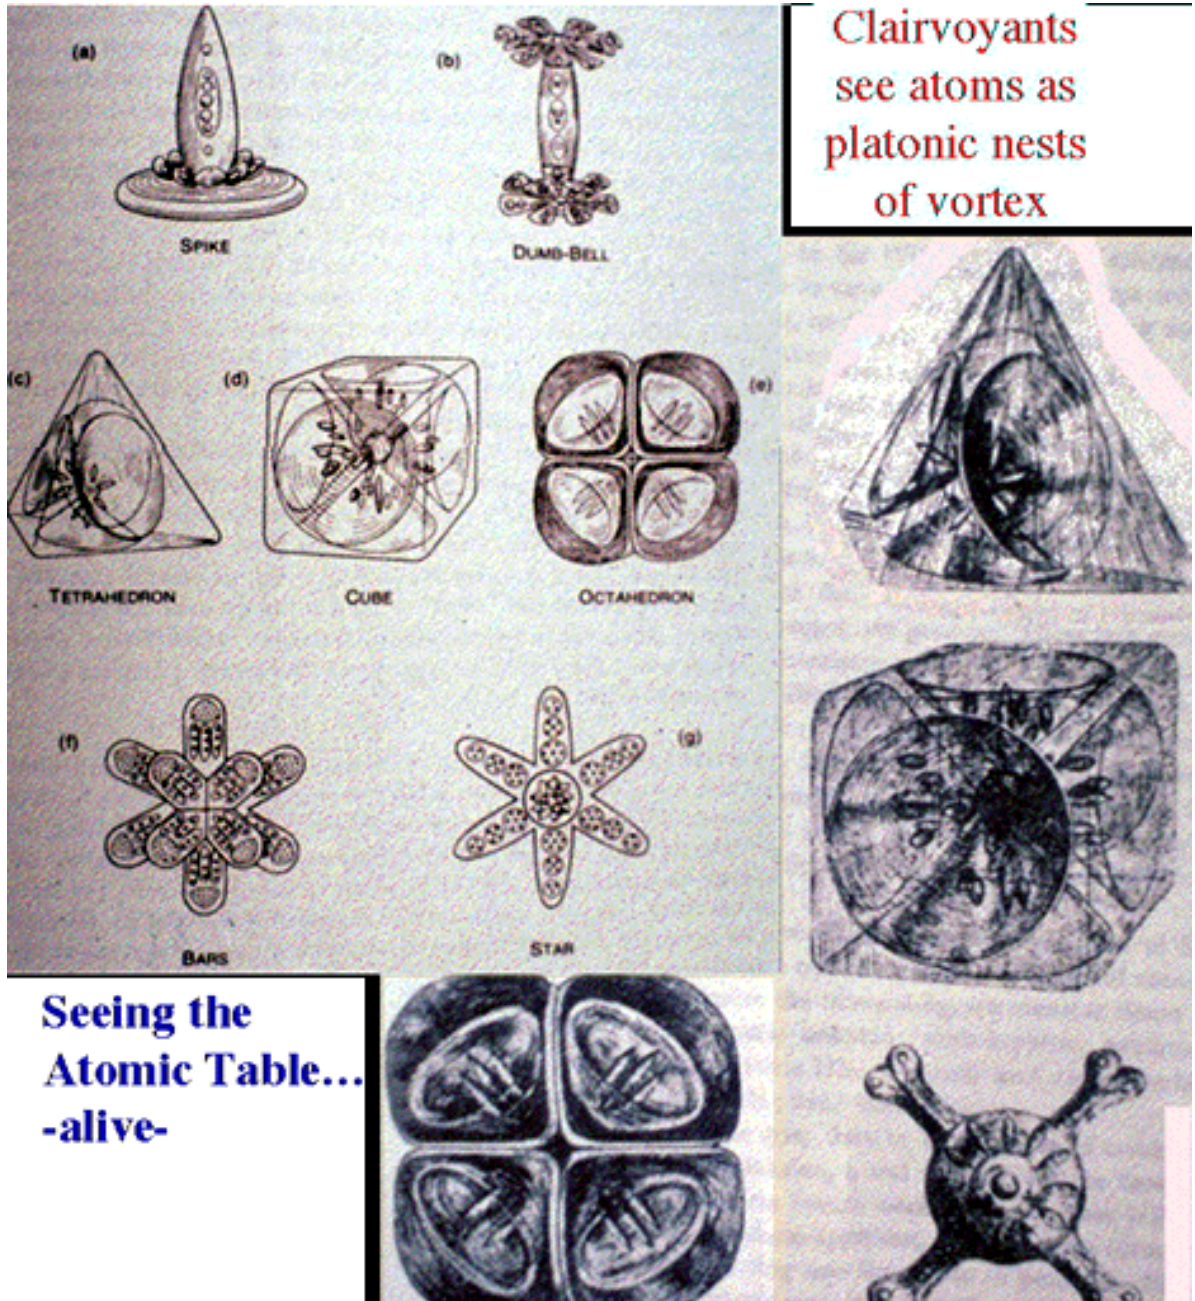 (a)
(b)
SPIKE
DUMB-BELL
Clairvoyants
see atoms as
platonic nests
of vortex
(c)
(d)
(e)
TETRAHEDRON
CUBE
OCTAHEDRON
(f)
(g)
BARS
STAR
Seeing the
Atomic Table...
-alive-